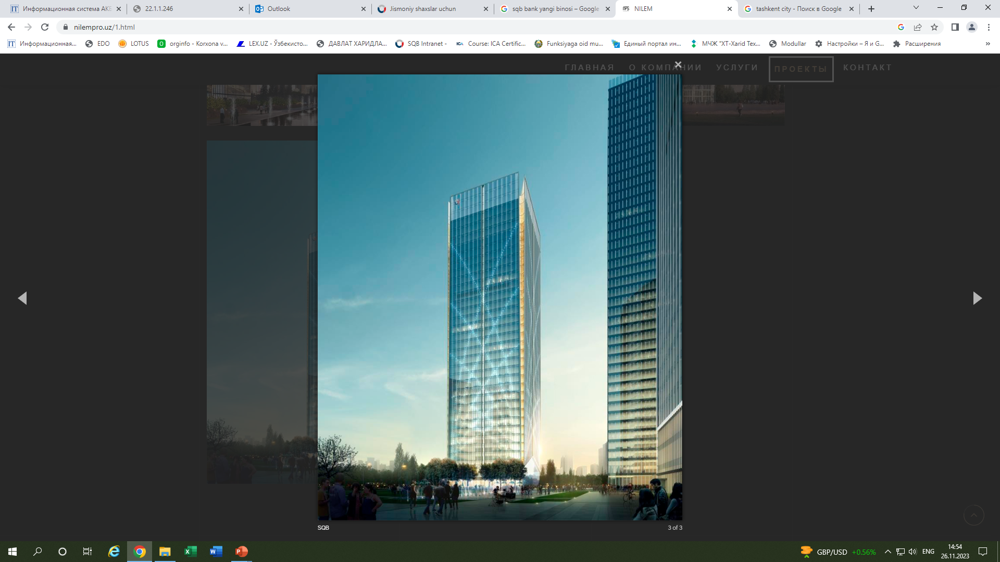 Информационная система АКБ
22.1.1.246
Outlook
Jismoniy shaxslar uchun
sqb bank yangi binosi – Google
NILEM
tashkent city - Поиск в Google
nilempro.uz/1.html
Информационная...
EDO
LOTUS
orginfo - Korxona v...
LEX.UZ - Ўзбекисто...
ДАВЛАТ ХАРИДЛА...
SQB Intranet -
Course: ICA Certific...
Funksiyaga oid mu...
Единый портал ин...
МЧЖ "XT-Xarid Tex...
Modullar
Настройки – Я и G...
Расширения
»
ГЛАВНАЯ
О КОМПАНИИ
УСЛУГИ
ПРОЕКТЫ
КОНТАКТ
SQB
3 of 3
GBP/USD +0.56%
ENG
14:54
26.11.2023